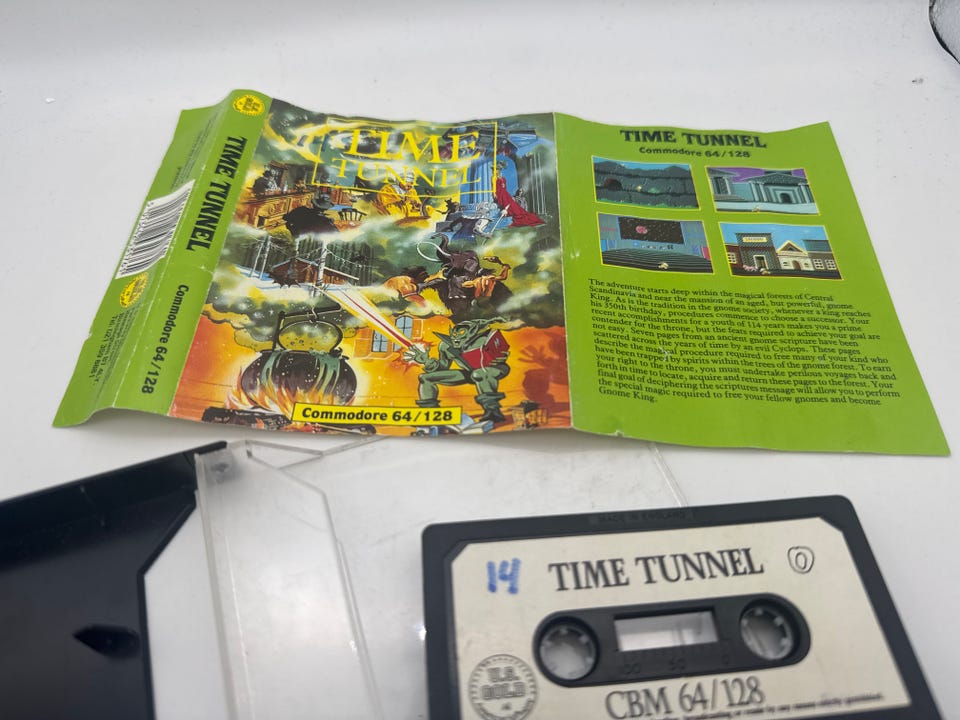 TIME TUNNEL
Commodore 64/128
TIME
TUNNEL
Commodore 64/128
TIME TUNNEL
Commodore 64/128
The adventure starts deep within the magical forests of Central
Scandinavia and near the mansion of an aged, but powerful, gnome
King. As is the tradition in the gnome society, whenever a king reaches
his 350th birthday, procedures commence to choose a successor. Your
recent accomplishments for a youth of 114 years makes you a prime
contender for the throne, but the feats required to achieve your goal are
not easy. Seven pages from an ancient gnome scripture have been
scattered across the years of time by an evil Cyclops. These pages
describe the magical procedure required to free many of your kind who
have been trapped by spirits within the trees of the gnome forest. To earn
your right to the throne, you must undertake perilous voyages back and
forth in time to locate, acquire and return these pages to the forest. Your
final goal of deciphering the scriptures message will allow you to perform
the special magic required to free your fellow gnomes and become
Gnome King.
MADE IN ENGLAND
14 TIME TUNNEL O
100 50 0
U.S.
GOLD
CBM 64/128